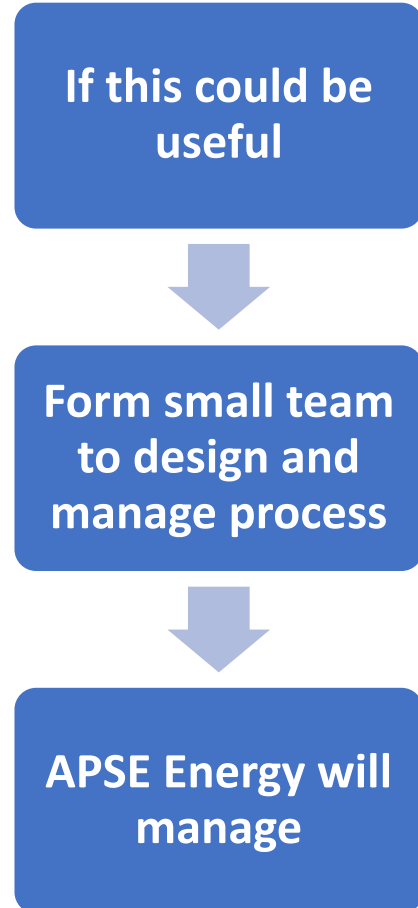 If this could be
useful
Form small team
to design and
manage process
APSE Energy will
manage